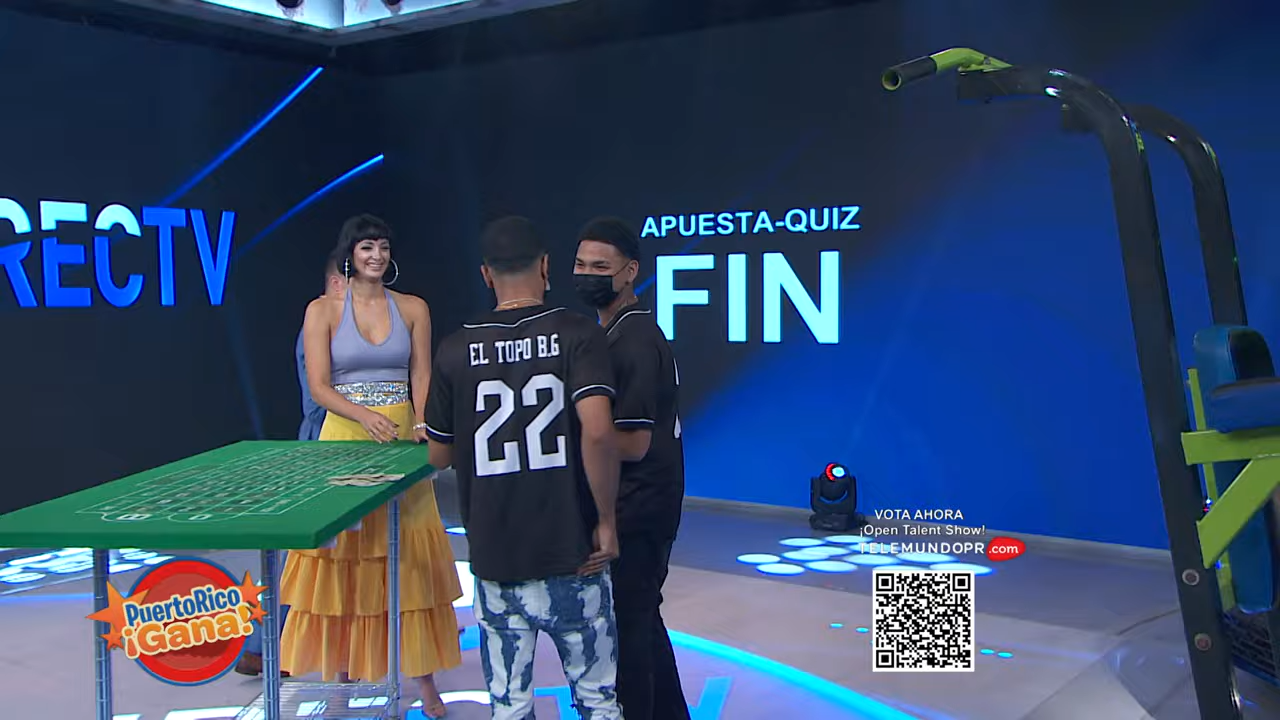 RECTV
APUESTA-QUIZ
FIN
EL TOPO B.G
22
VOTA AHORA
¡Open Talent Show!
TELEMUNDOPR.com
PuertoRico
¡Gana!